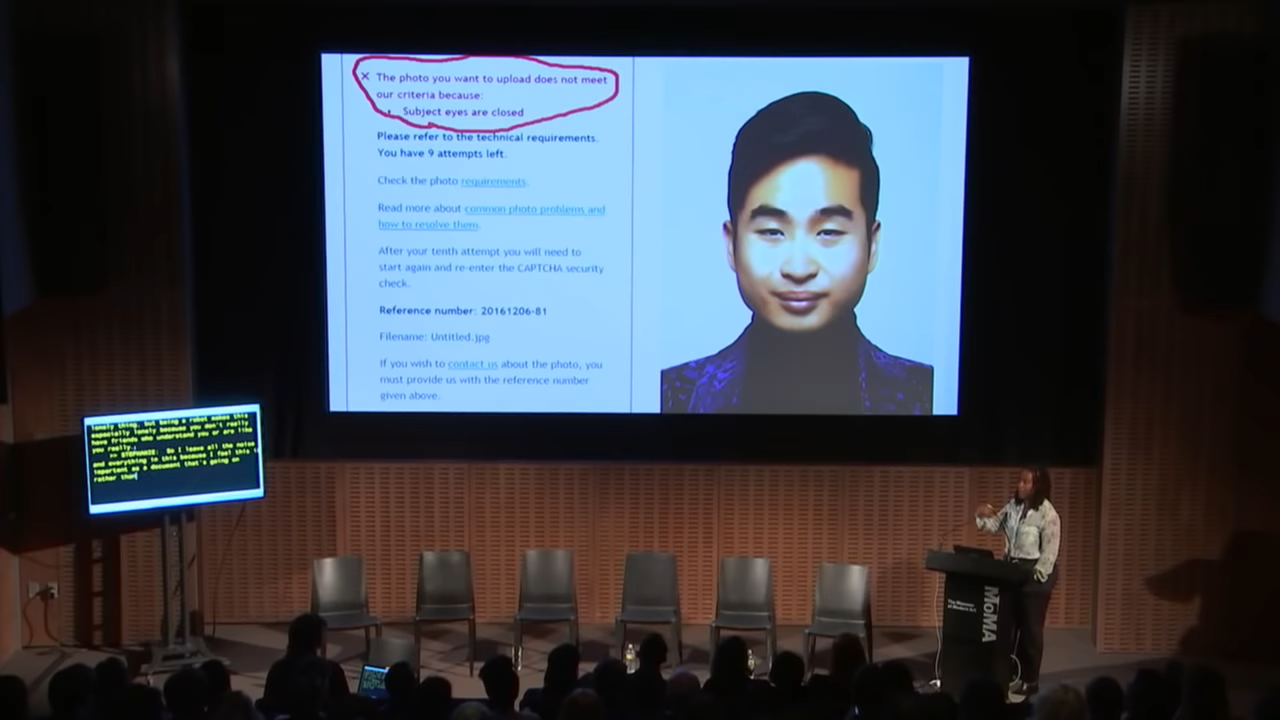 × The photo you want to upload does not meet
our criteria because:
• Subject eyes are closed
Please refer to the technical requirements.
You have 9 attempts left.
Check the photo requirements.
Read more about common photo problems and
how to resolve them.
After your tenth attempt you will need to
start again and re-enter the CAPTCHA security
check.
Reference number: 20161206-81
Filename: Untitled.jpg
If you wish to contact us about the photo, you
must provide us with the reference number
given above.
lonely thing, but being a robot makes this
especially lonely because you don't really
have friends who understand you or are like
you really.
>> STEPHANIE: So I leave all the noise
and everything in this because I feel this i
important as a document that's going on
rather than
The Museum
of Modern Art
MoMA